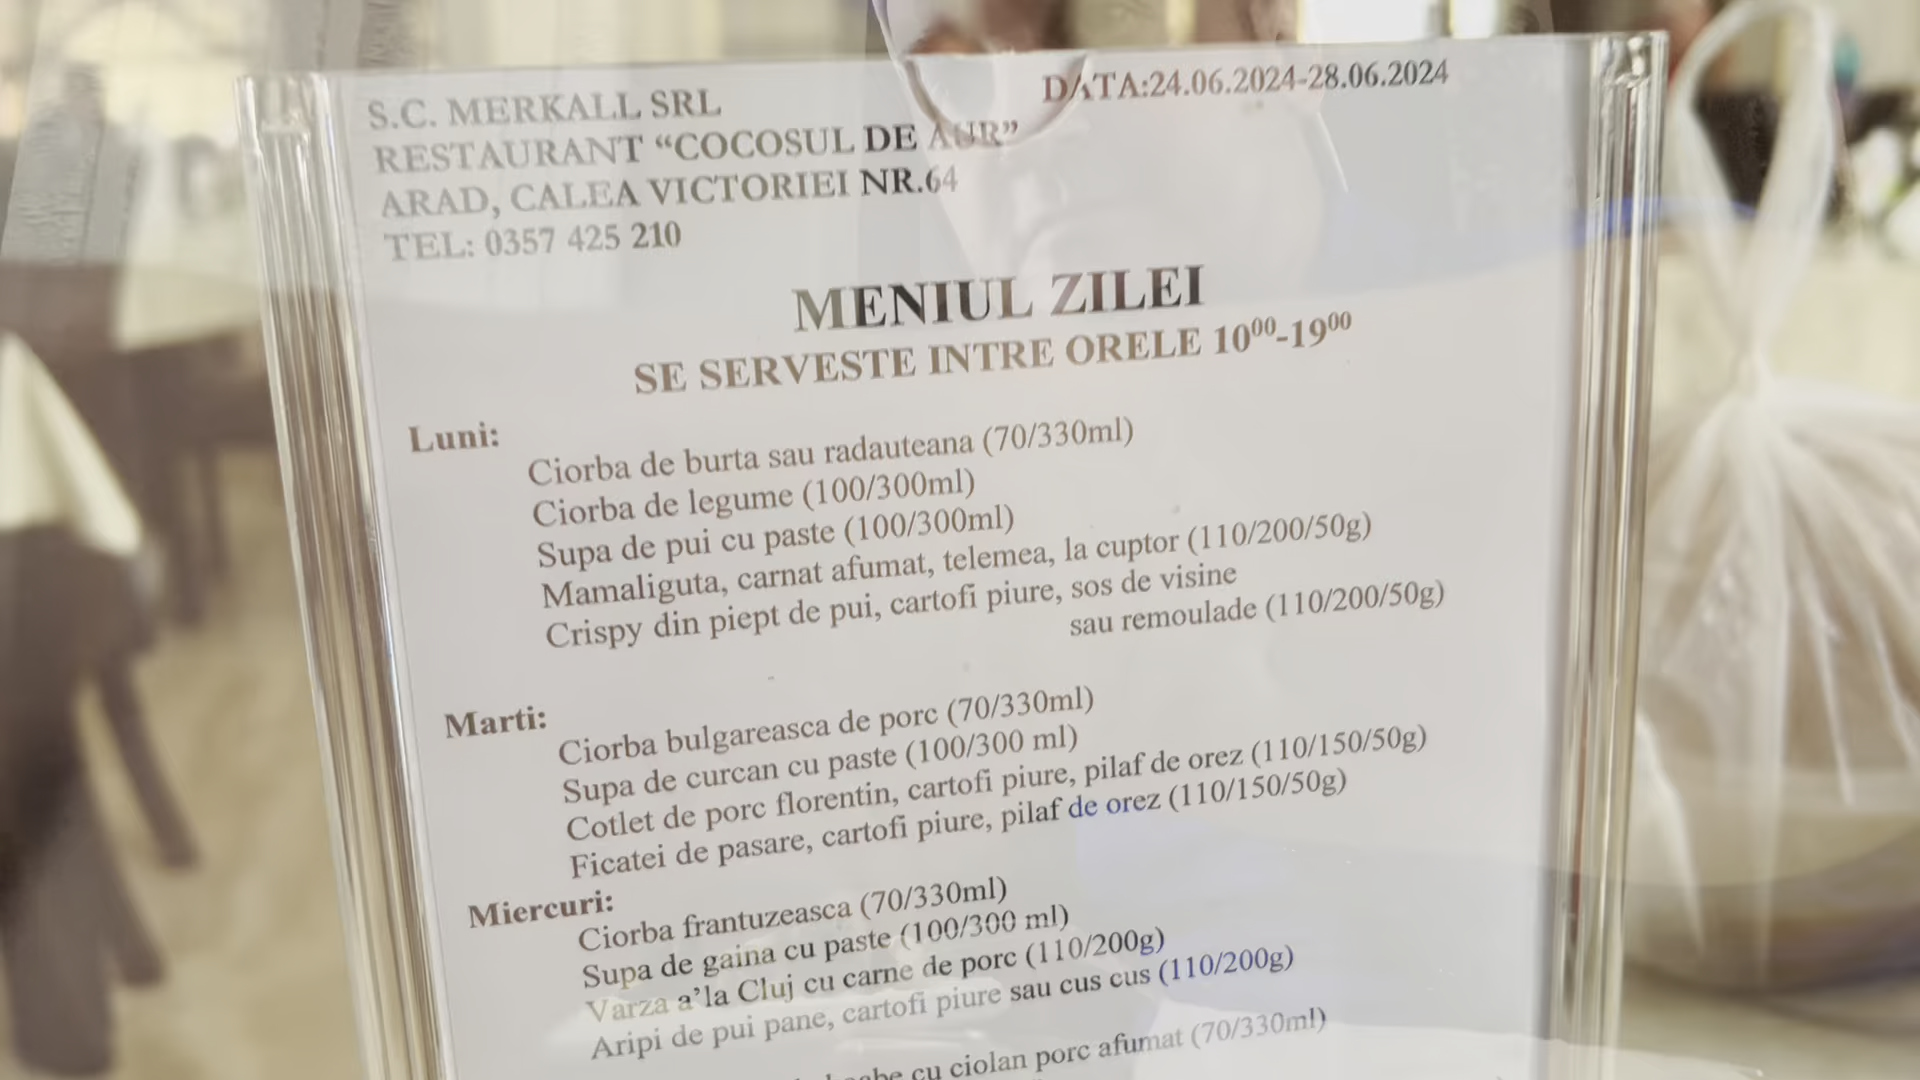 S.C. MERKALL SRL
DATA:24.06.2024-28.06.2024
RESTAURANT “COCOSUL DE AUR”
ARAD, CALEA VICTORIEI NR.64
TEL: 0357 425 210
MENIUL ZILEI
SE SERVESTE INTRE ORELE 10⁰⁰-19⁰⁰
Luni:
Ciorba de burta sau radauteana (70/330ml)
Ciorba de legume (100/300ml)
Supa de pui cu paste (100/300ml)
Mamaliguta, carnat afumat, telemea, la cuptor (110/200/50g)
Crispy din piept de pui, cartofi piure, sos de visine
sau remoulade (110/200/50g)
Marti:
Ciorba bulgareasca de porc (70/330ml)
Supa de curcan cu paste (100/300 ml)
Cotlet de porc florentin, cartofi piure, pilaf de orez (110/150/50g)
Ficatei de pasare, cartofi piure, pilaf de orez (110/150/50g)
Miercuri:
Ciorba frantuzeasca (70/330ml)
Supa de gaina cu paste (100/300 ml)
Varza a’la Cluj cu carne de porc (110/200g)
Aripi de pui pane, cartofi piure sau cus cus (110/200g)
cu ciolan porc afumat (70/330ml)